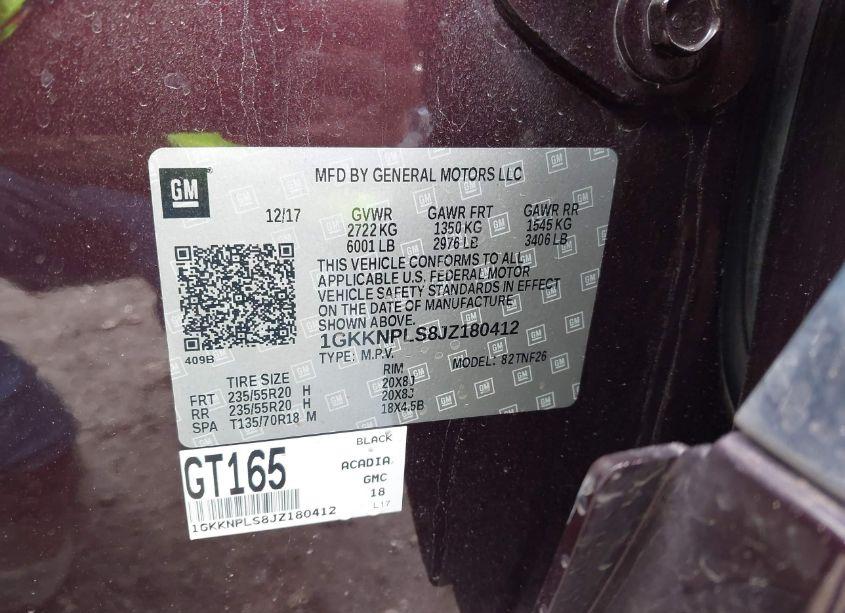 GM
MFD BY GENERAL MOTORS LLC
12/17 GVWR GAWR FRT GAWR RR
2722 KG 1350 KG 1545 KG
6001 LB 2976 LB 3406 LB
THIS VEHICLE CONFORMS TO ALL
APPLICABLE U.S. FEDERAL MOTOR
VEHICLE SAFETY STANDARDS IN EFFECT
ON THE DATE OF MANUFACTURE
SHOWN ABOVE.
409B
1GKKNPLS8JZ180412
TYPE: M.P.V. MODEL: 82TNF26
TIRE SIZE RIM
FRT 235/55R20 H 20X8J
RR 235/55R20 H 20X8J
SPA T135/70R18 M 18X4.5B
BLACK
GT165 ACADIA
GMC
18
L17
1GKKNPLS8JZ180412